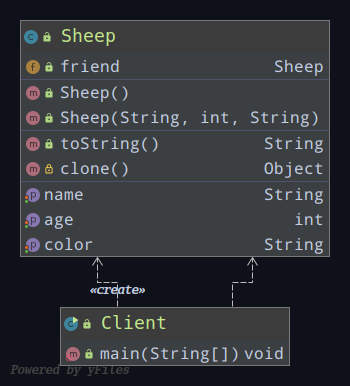 Sheep
friend Sheep
Sheep()
Sheep(String, int, String)
toString() String
clone() Object
name String
age int
color String
«create»
Client
main(String[]) void
Powered by yFiles